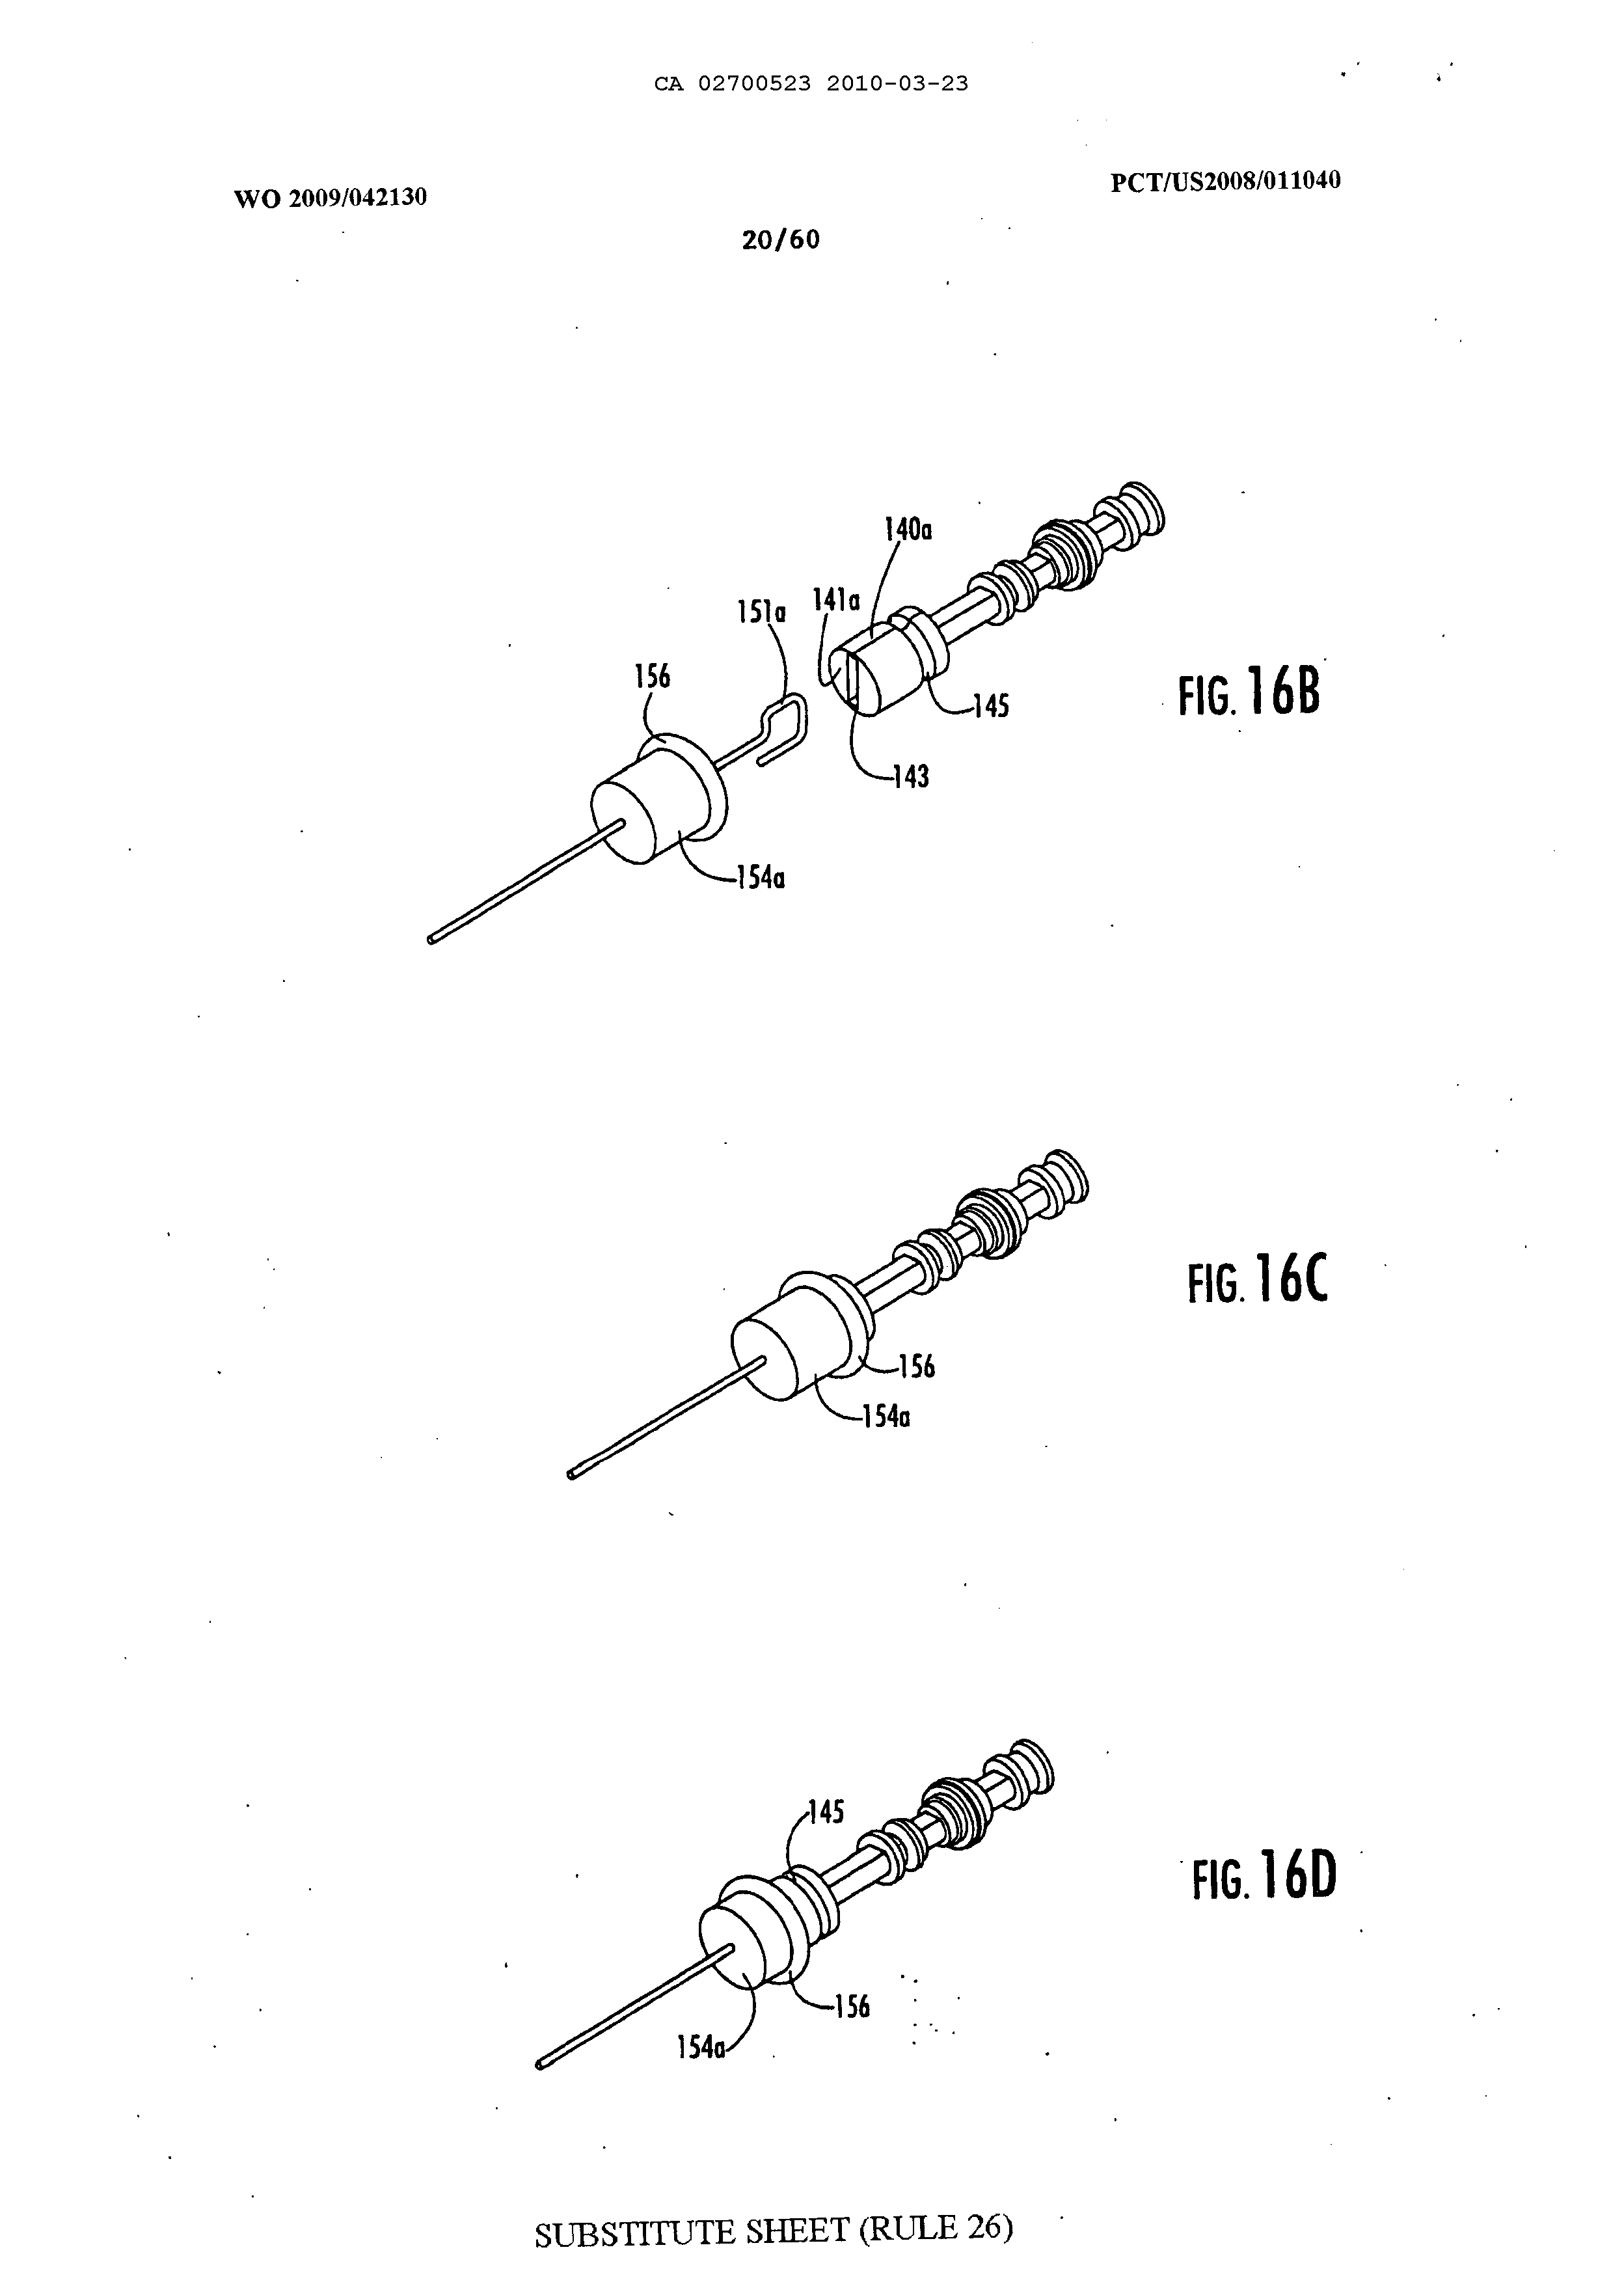 CA 02700523 2010-03-23
WO 2009/042130
PCT/US2008/011040
20/60
140a
151a
141a
156
145
143
154a
FIG. 16B
156
154a
FIG. 16C
145
156
154a
FIG. 16D
SUBSTITUTE SHEET (RULE 26)